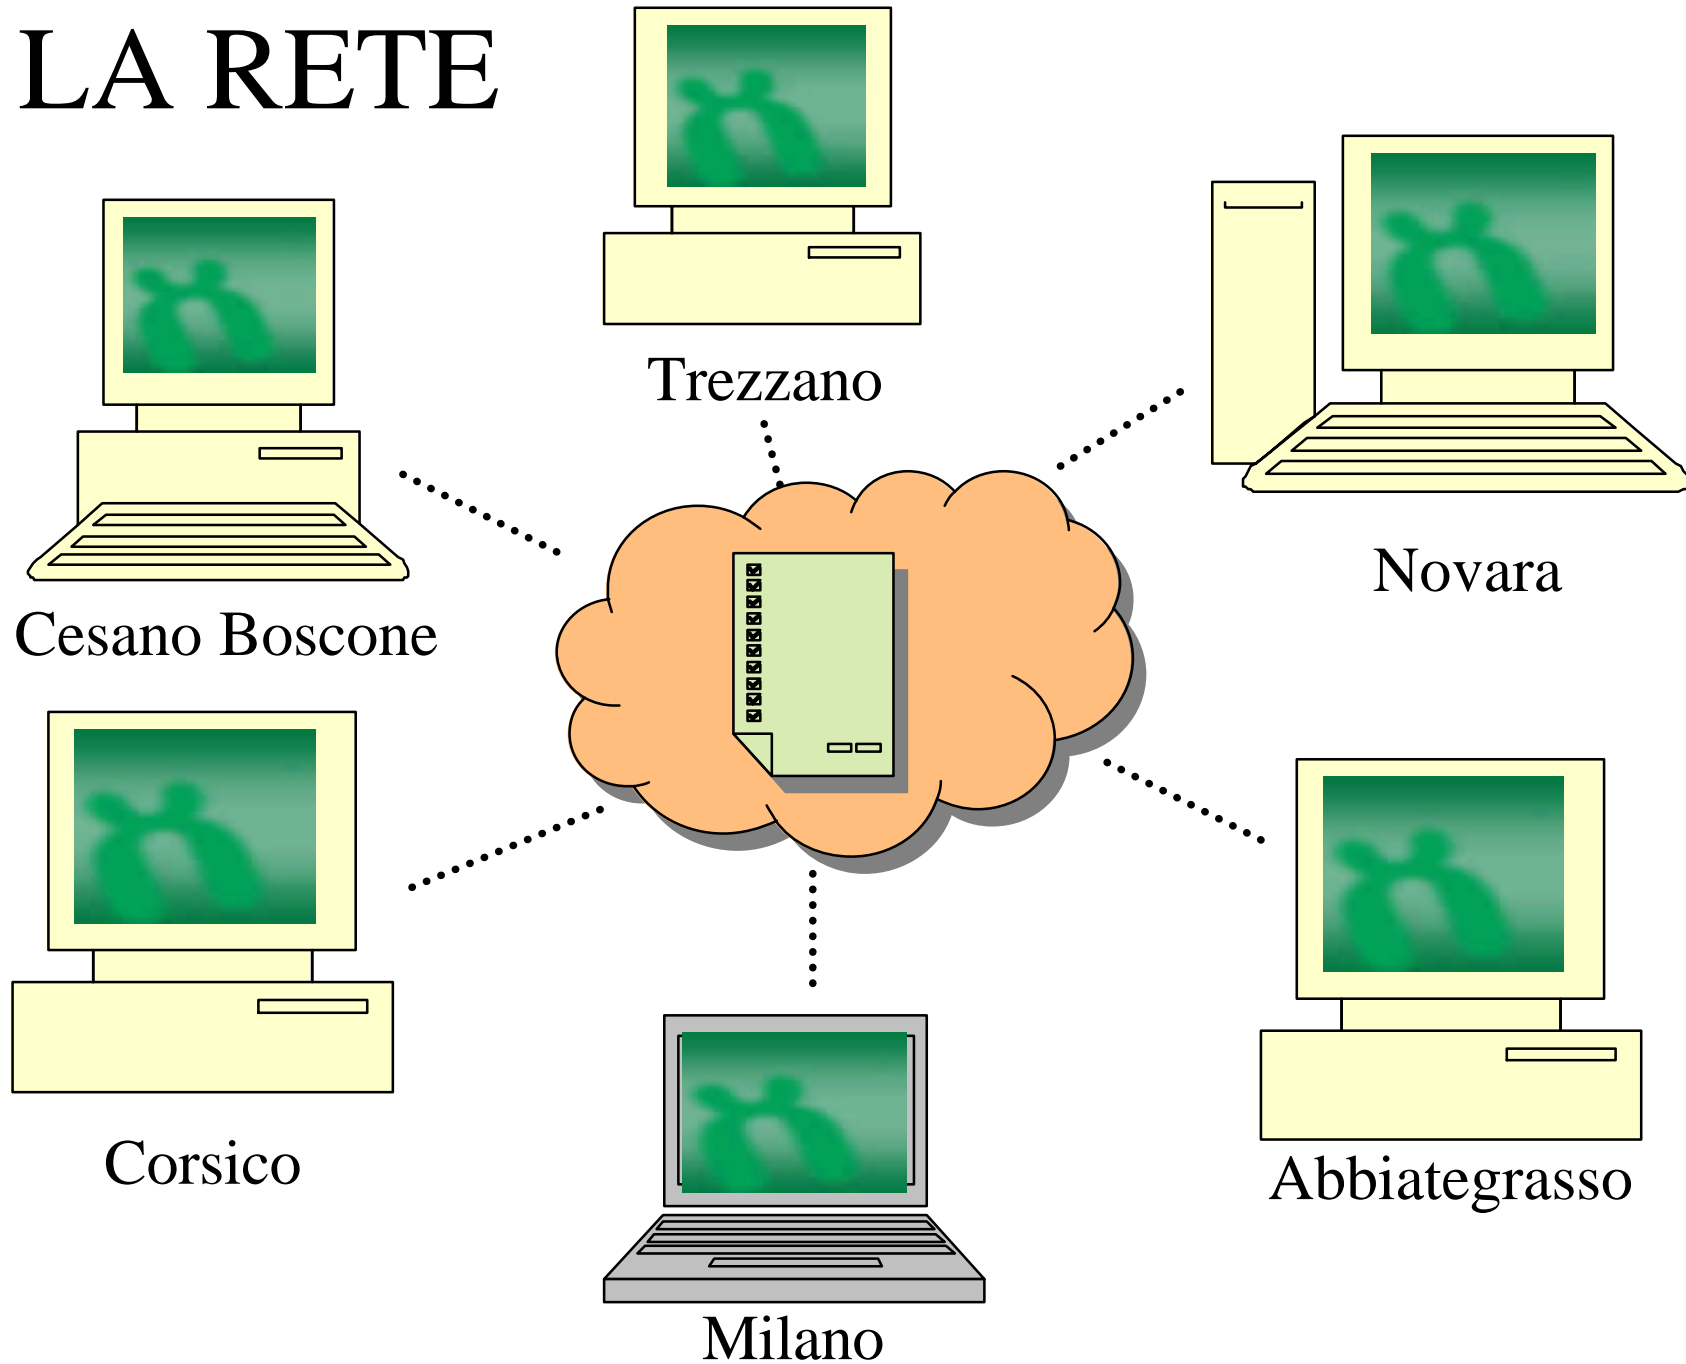 LA RETE
Trezzano
Novara
Cesano Boscone
Corsico
Abbiategrasso
Milano